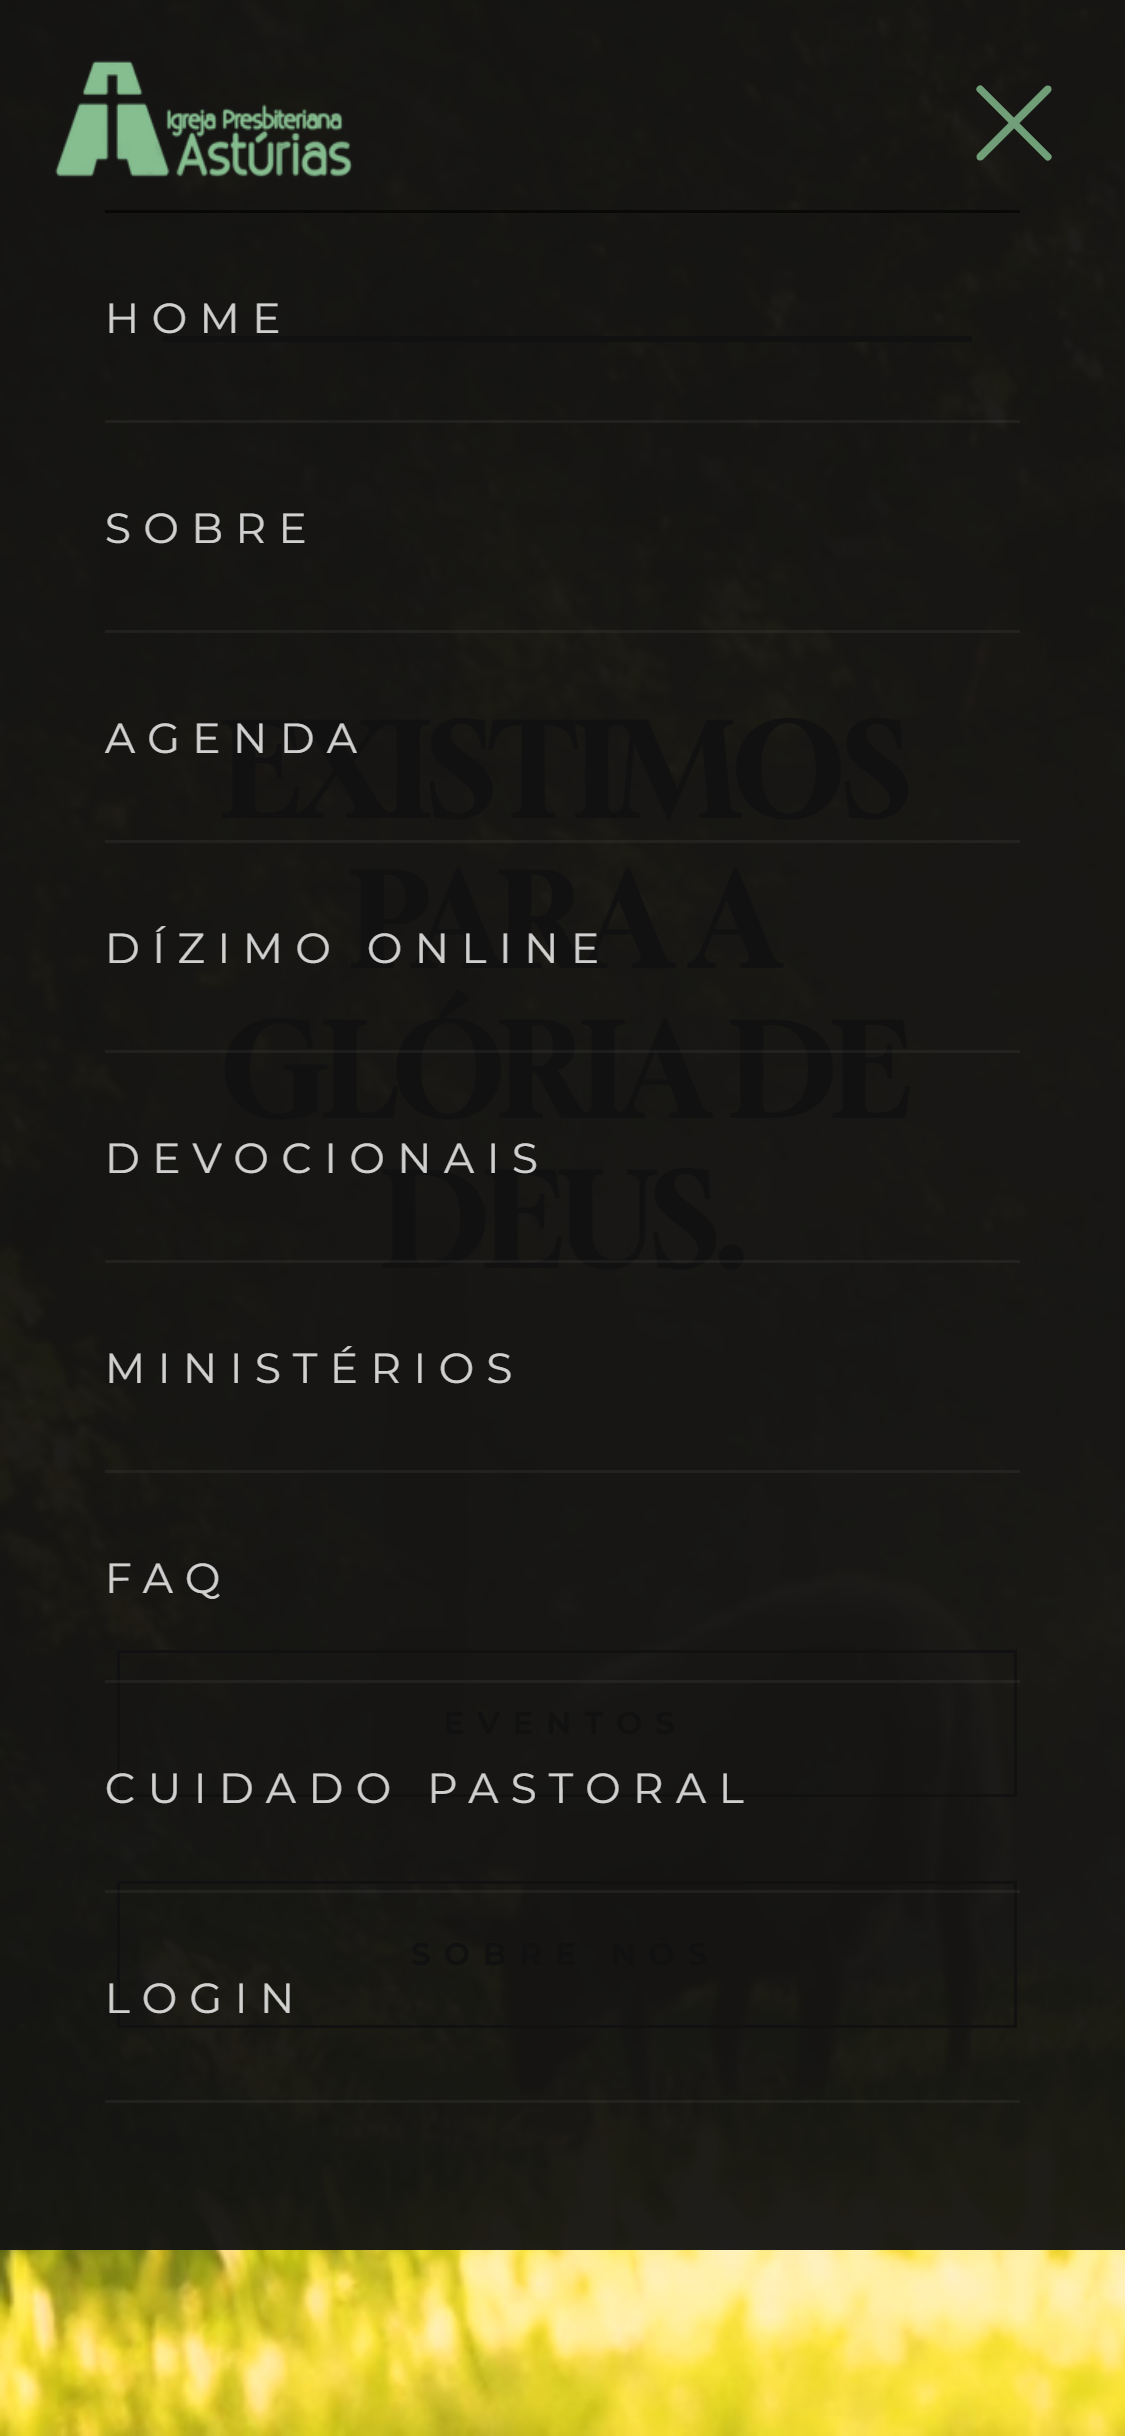 Igreja Presbiteriana
Astúrias
HOME
SOBRE
AGENDA
EXISTIMOS
PARA A
DÍZIMO ONLINE
GLÓRIA DE
DEVOCIONAIS
DEUS.
MINISTÉRIOS
FAQ
EVENTOS
CUIDADO PASTORAL
SOBRE NÓS
LOGIN